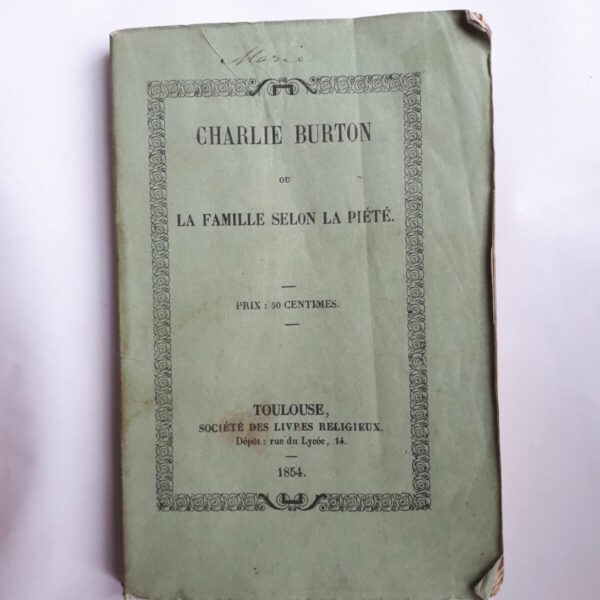 Marie
CHARLIE BURTON
OU
LA FAMILLE SELON LA PIÉTÉ.
PRIX : 50 CENTIMES.
TOULOUSE,
SOCIÉTÉ DES LIVRES RELIGIEUX.
Dépôt : rue du Lycée, 14.
1854.